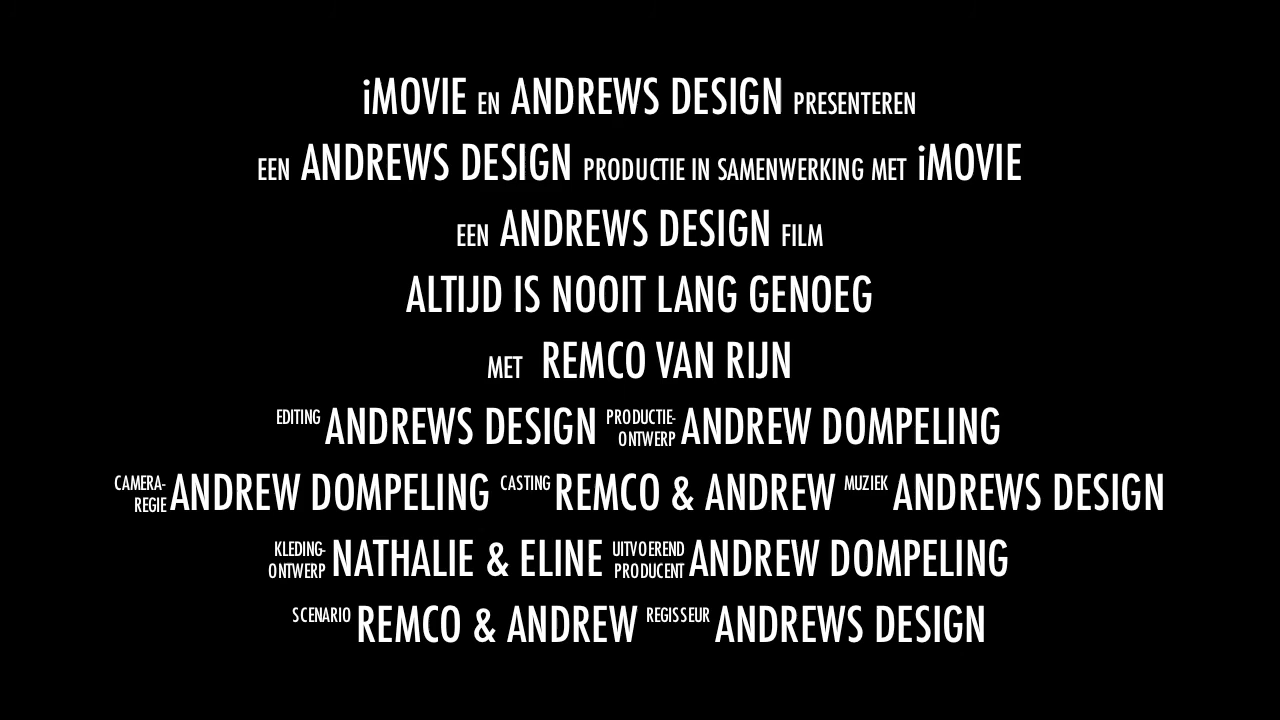 iMOVIE EN ANDREWS DESIGN PRESENTEREN
EEN ANDREWS DESIGN PRODUCTIE IN SAMENWERKING MET iMOVIE
EEN ANDREWS DESIGN FILM
ALTIJD IS NOOIT LANG GENOEG
MET REMCO VAN RIJN
EDITING ANDREWS DESIGN PRODUCTIE-ONTWERP ANDREW DOMPELING
CAMERA-REGIE ANDREW DOMPELING CASTING REMCO & ANDREW MUZIEK ANDREWS DESIGN
KLEDING-ONTWERP NATHALIE & ELINE UITVOEREND PRODUCENT ANDREW DOMPELING
SCENARIO REMCO & ANDREW REGISSEUR ANDREWS DESIGN